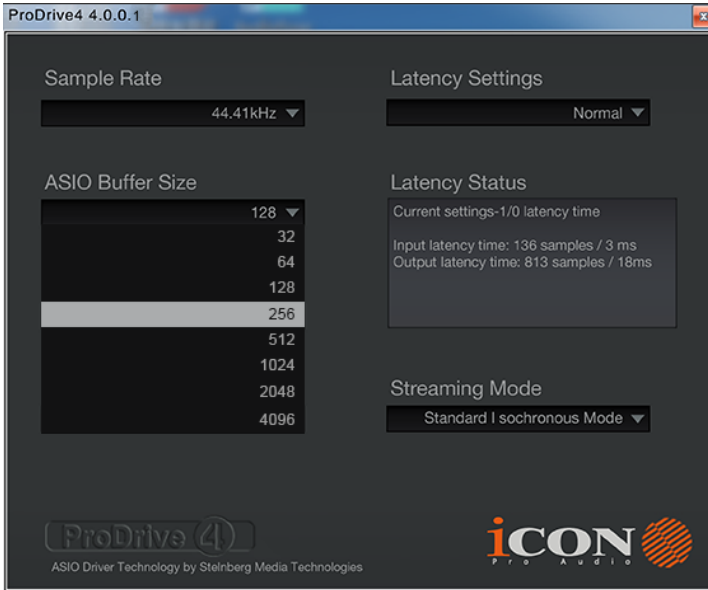 ProDrive4 4.0.0.1
Sample Rate
44.41kHz
Latency Settings
Normal
ASIO Buffer Size
128
32
64
128
256
512
1024
2048
4096
Latency Status
Current settings-1/0 latency time
Input latency time: 136 samples / 3 ms
Output latency time: 813 samples / 18ms
Streaming Mode
Standard I sochronous Mode
ProDrive 4
ASIO Driver Technology by Stelnberg Media Technologies
iCON
Pro Audio